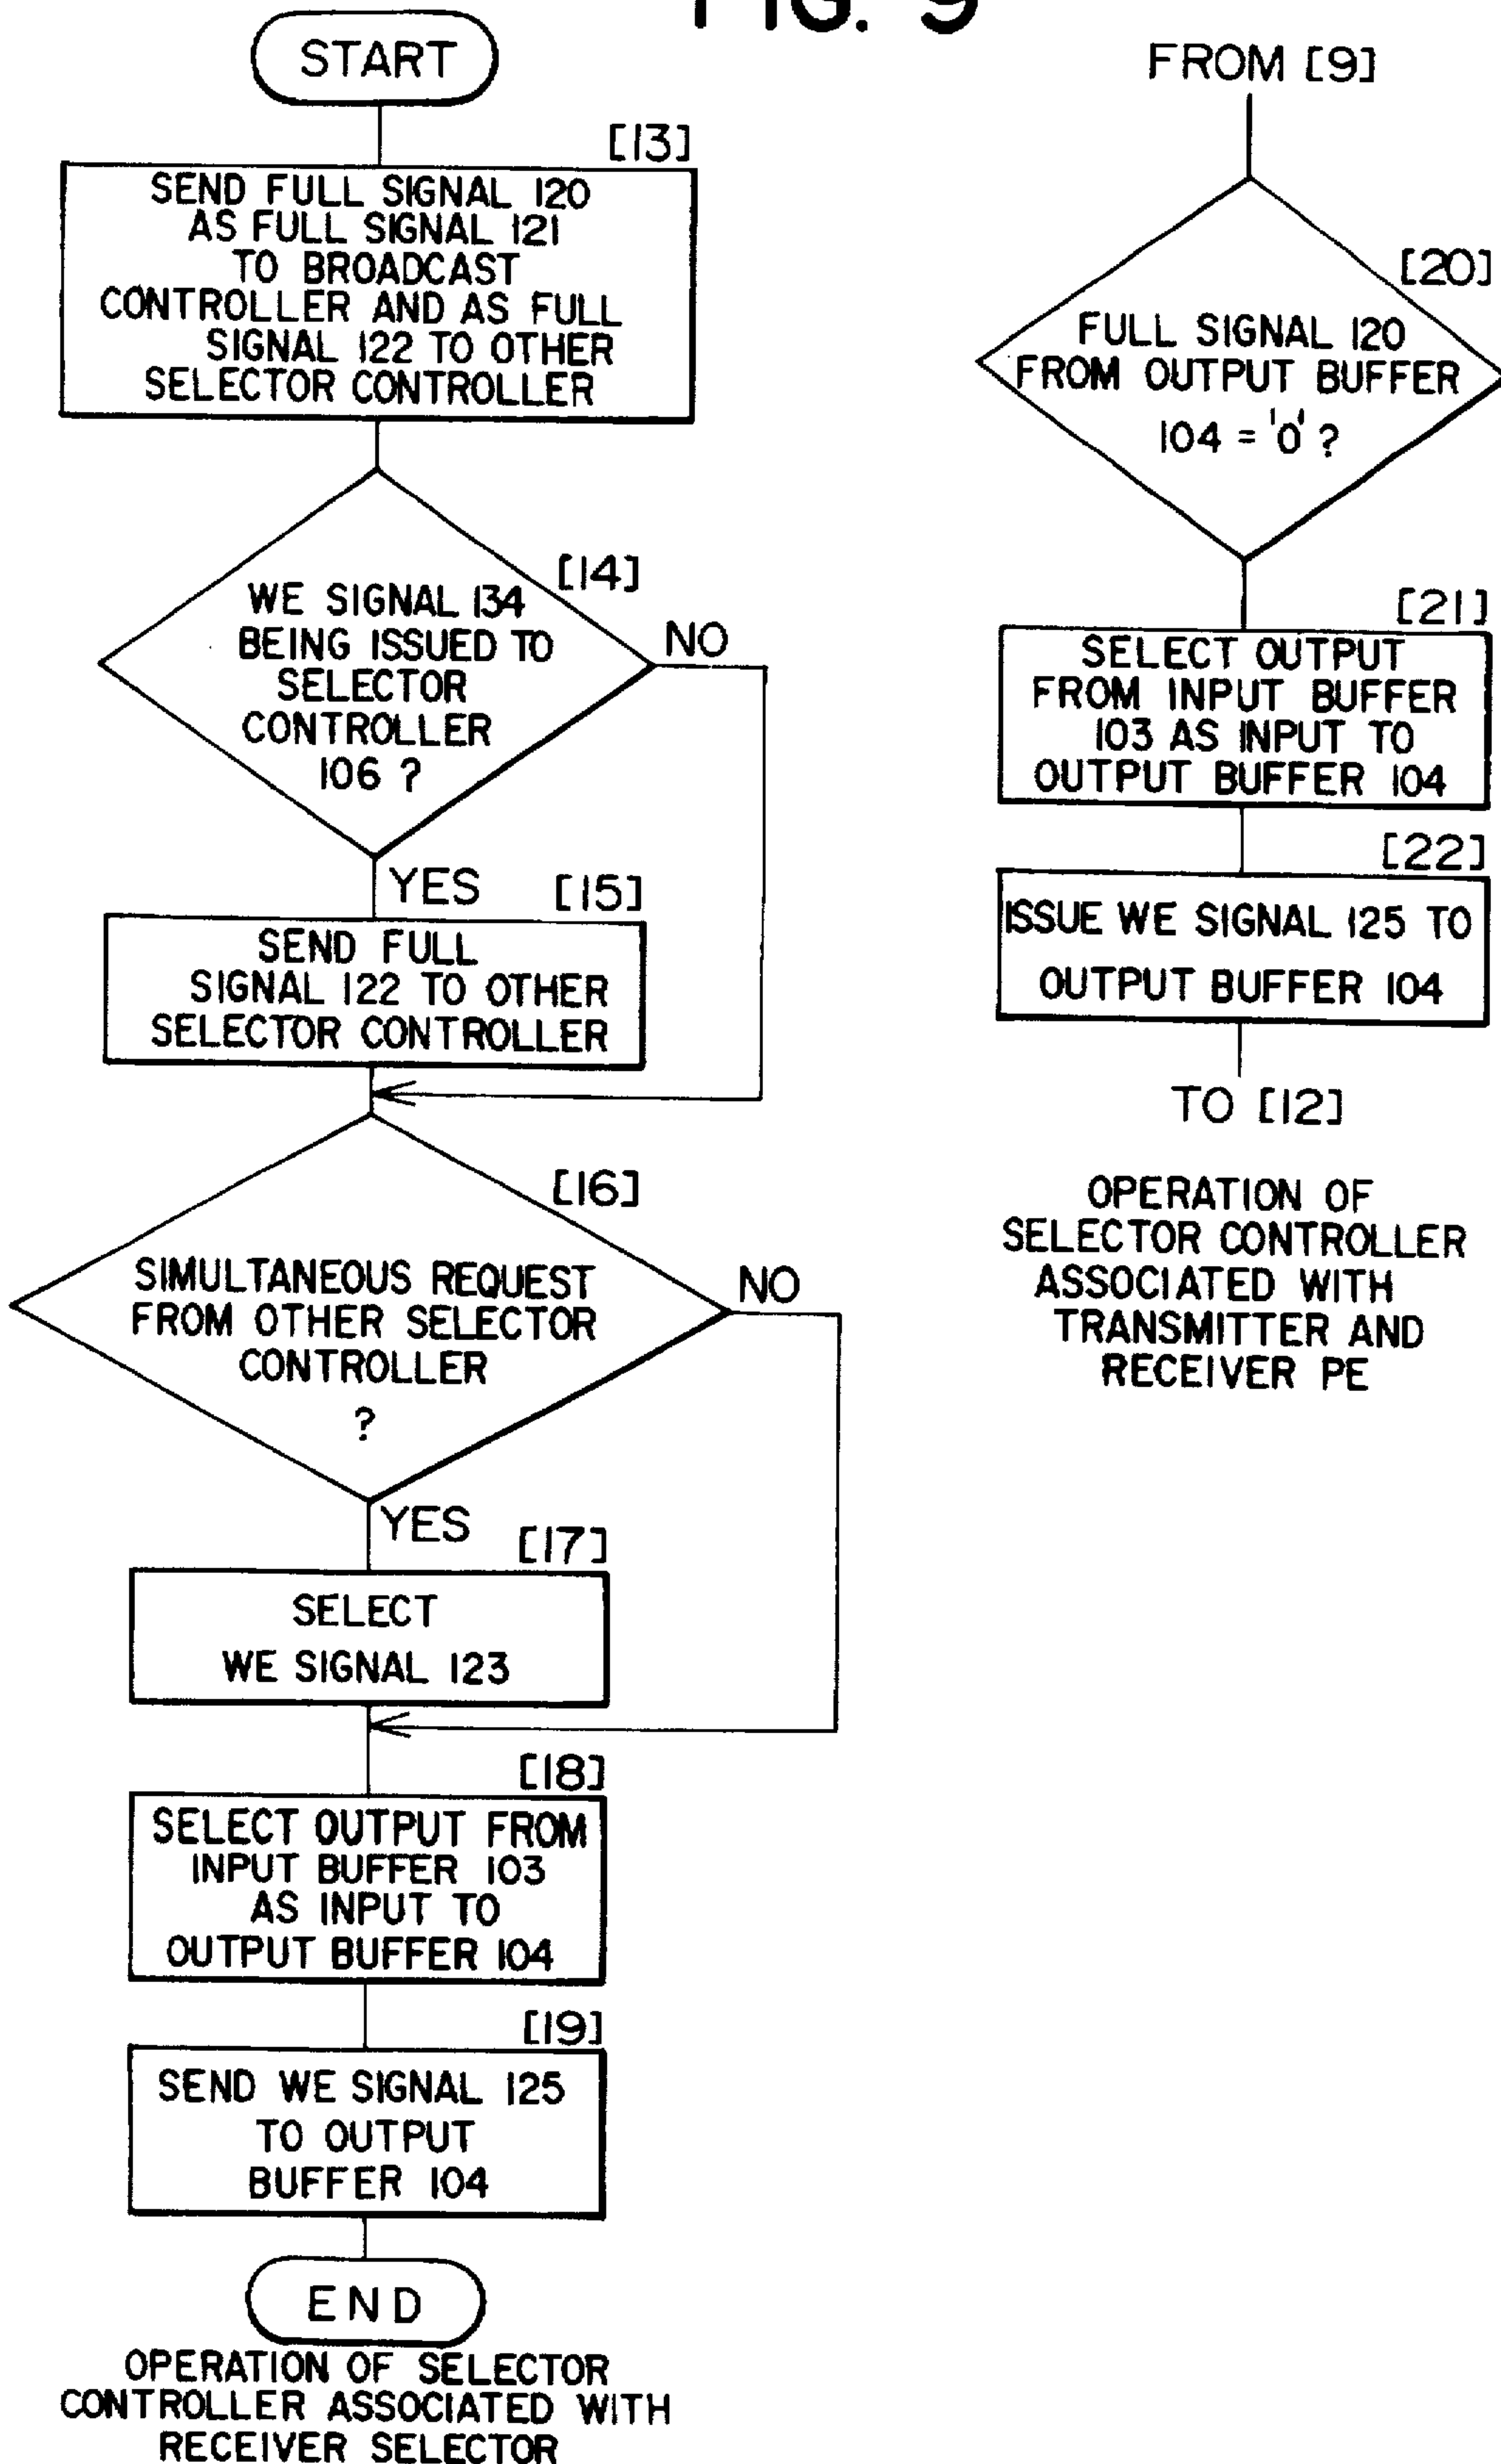 FIG. 9
START
[13]
SEND FULL SIGNAL 120
AS FULL SIGNAL 121
TO BROADCAST
CONTROLLER AND AS FULL
SIGNAL 122 TO OTHER
SELECTOR CONTROLLER
[14]
WE SIGNAL 134
BEING ISSUED TO
SELECTOR
CONTROLLER
106 ?
NO
YES
[15]
SEND FULL
SIGNAL 122 TO OTHER
SELECTOR CONTROLLER
[16]
SIMULTANEOUS REQUEST
FROM OTHER SELECTOR
CONTROLLER
?
NO
YES
[17]
SELECT
WE SIGNAL 123
[18]
SELECT OUTPUT FROM
INPUT BUFFER 103
AS INPUT TO
OUTPUT BUFFER 104
[19]
SEND WE SIGNAL 125
TO OUTPUT
BUFFER 104
END
OPERATION OF SELECTOR
CONTROLLER ASSOCIATED WITH
RECEIVER SELECTOR
FROM [9]
[20]
FULL SIGNAL 120
FROM OUTPUT BUFFER
104 = '0' ?
[21]
SELECT OUTPUT
FROM INPUT BUFFER
103 AS INPUT TO
OUTPUT BUFFER 104
[22]
ISSUE WE SIGNAL 125 TO
OUTPUT BUFFER 104
TO [12]
OPERATION OF
SELECTOR CONTROLLER
ASSOCIATED WITH
TRANSMITTER AND
RECEIVER PE